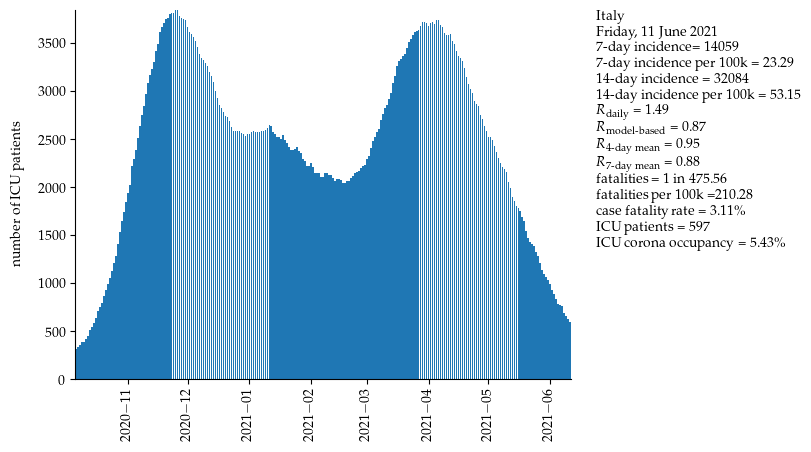 number of ICU patients
3500
3000
2500
2000
1500
1000
500
0
2020−11
2020−12
2021−01
2021−02
2021−03
2021−04
2021−05
2021−06
Italy
Friday, 11 June 2021
7-day incidence= 14059
7-day incidence per 100k = 23.29
14-day incidence = 32084
14-day incidence per 100k = 53.15
R daily = 1.49
R model-based = 0.87
R 4-day mean = 0.95
R 7-day mean = 0.88
fatalities = 1 in 475.56
fatalities per 100k =210.28
case fatality rate = 3.11%
ICU patients = 597
ICU corona occupancy = 5.43%